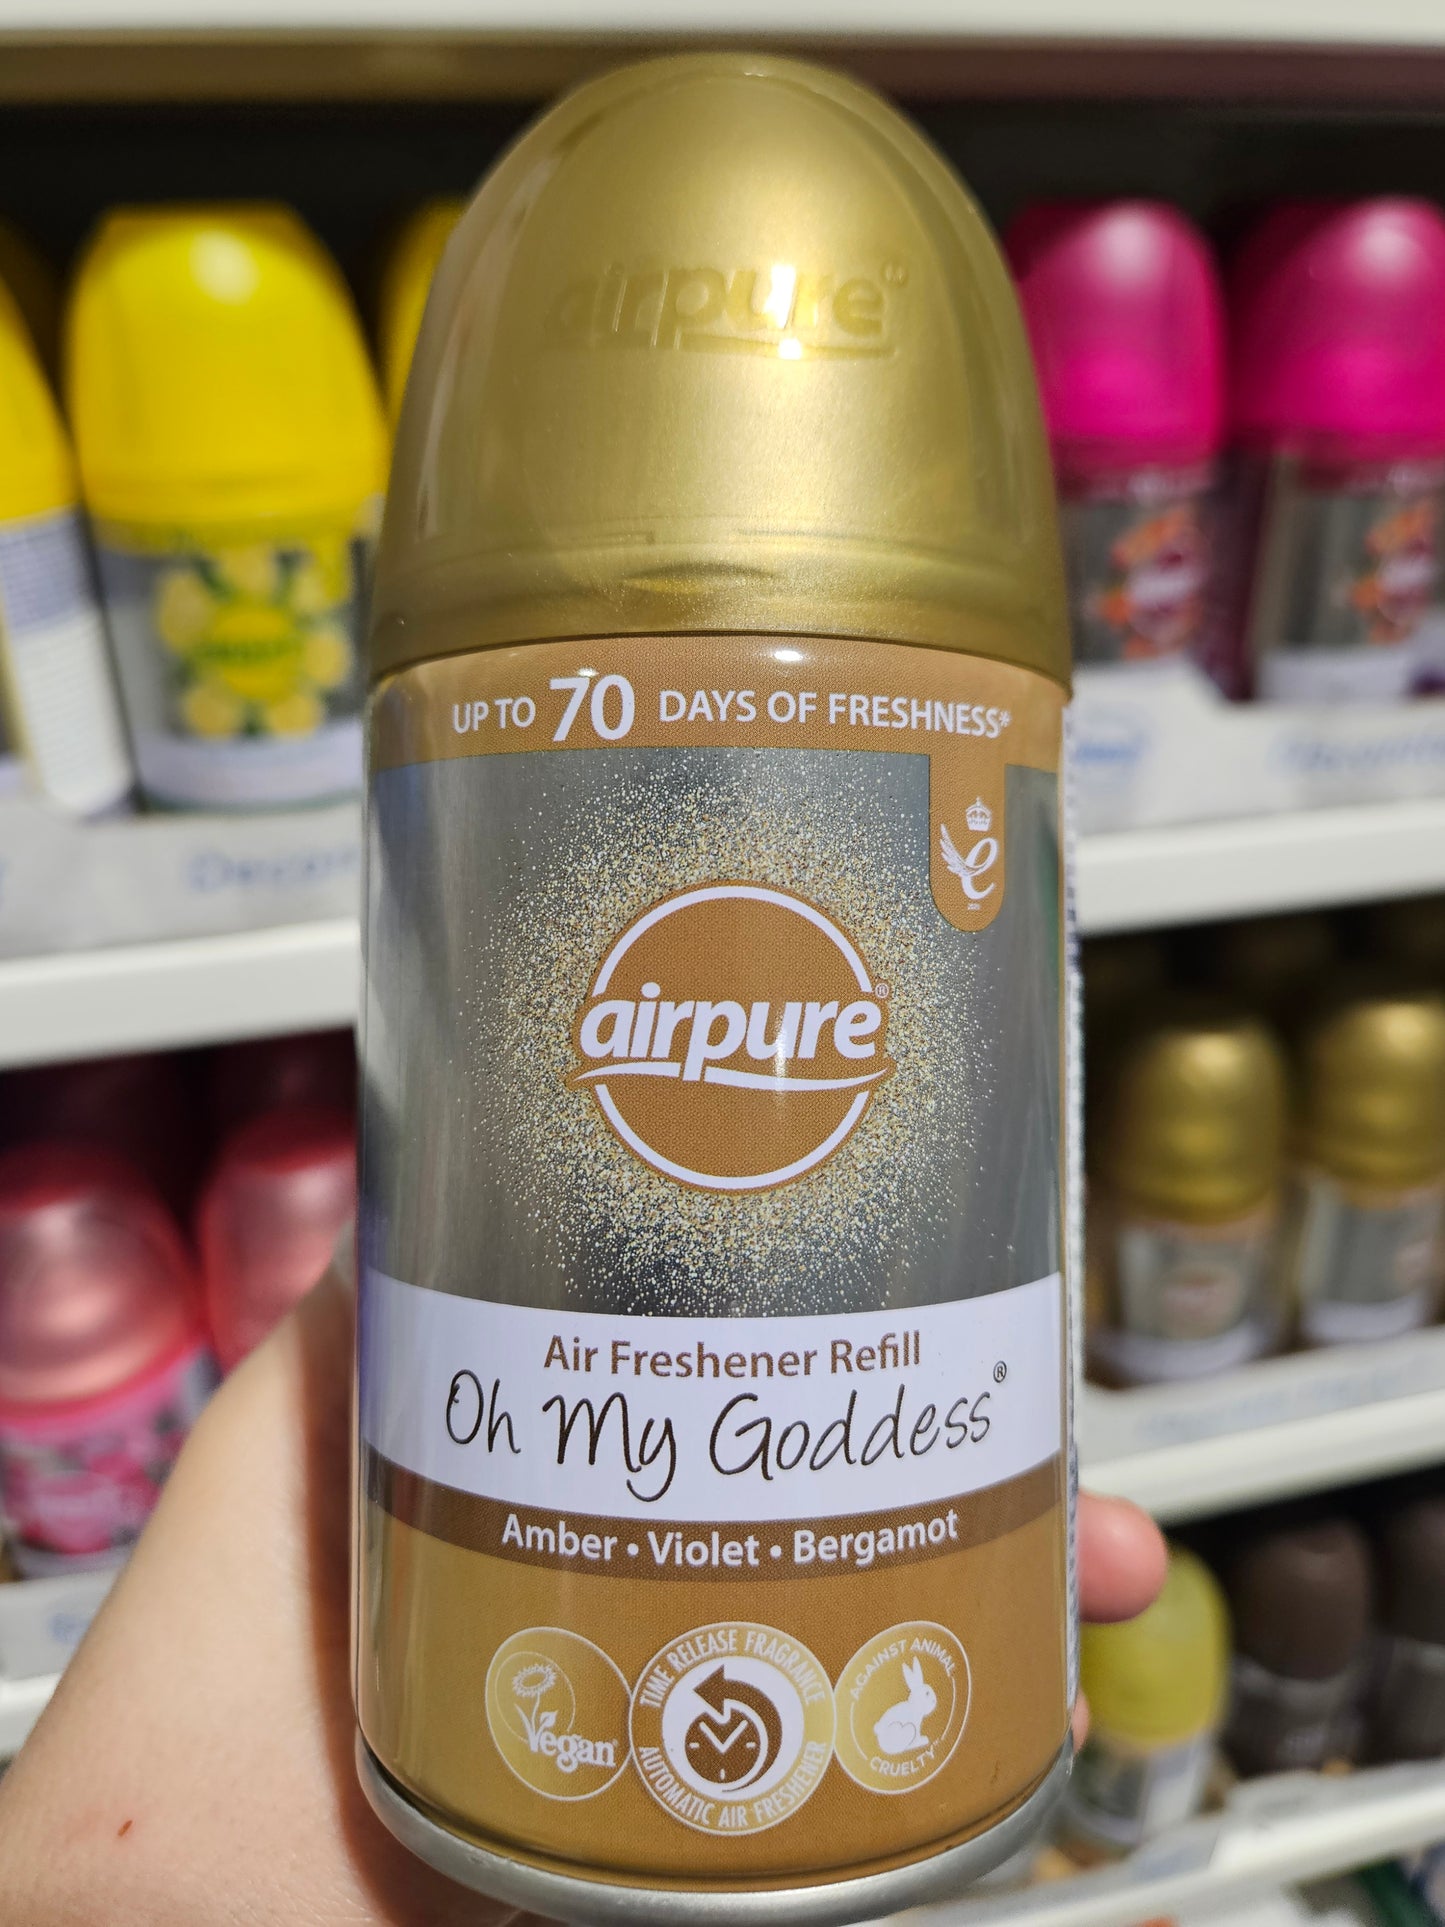 airpure
UP TO 70 DAYS OF FRESHNESS*
e
airpure®
Air Freshener Refill
Oh My Goddess®
Amber • Violet • Bergamot
Vegan
TIME RELEASE FRAGRANCE
AUTOMATIC AIR FRESHENER
AGAINST ANIMAL
CRUELTY